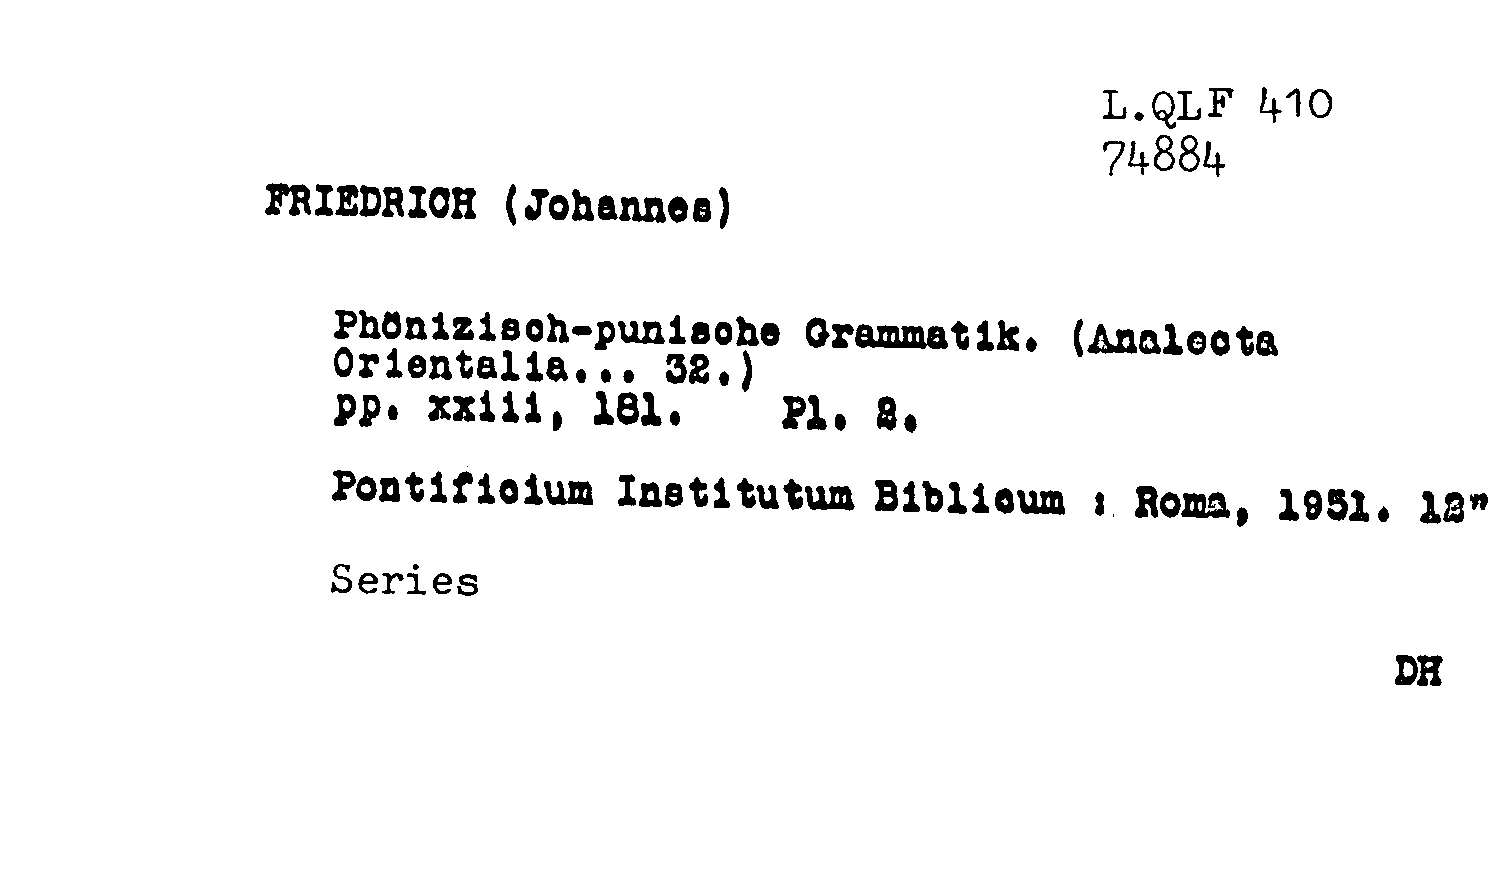 L.QLF 410
74884
FRIEDRICH (Johannes)
Phönizisch-punische Grammatik. (Analecta
Orientalia... 32.)
pp. xxiii, 181. Pl. 2.
Pontificium Institutum Biblicum : Roma, 1951. 12"
Series
DH